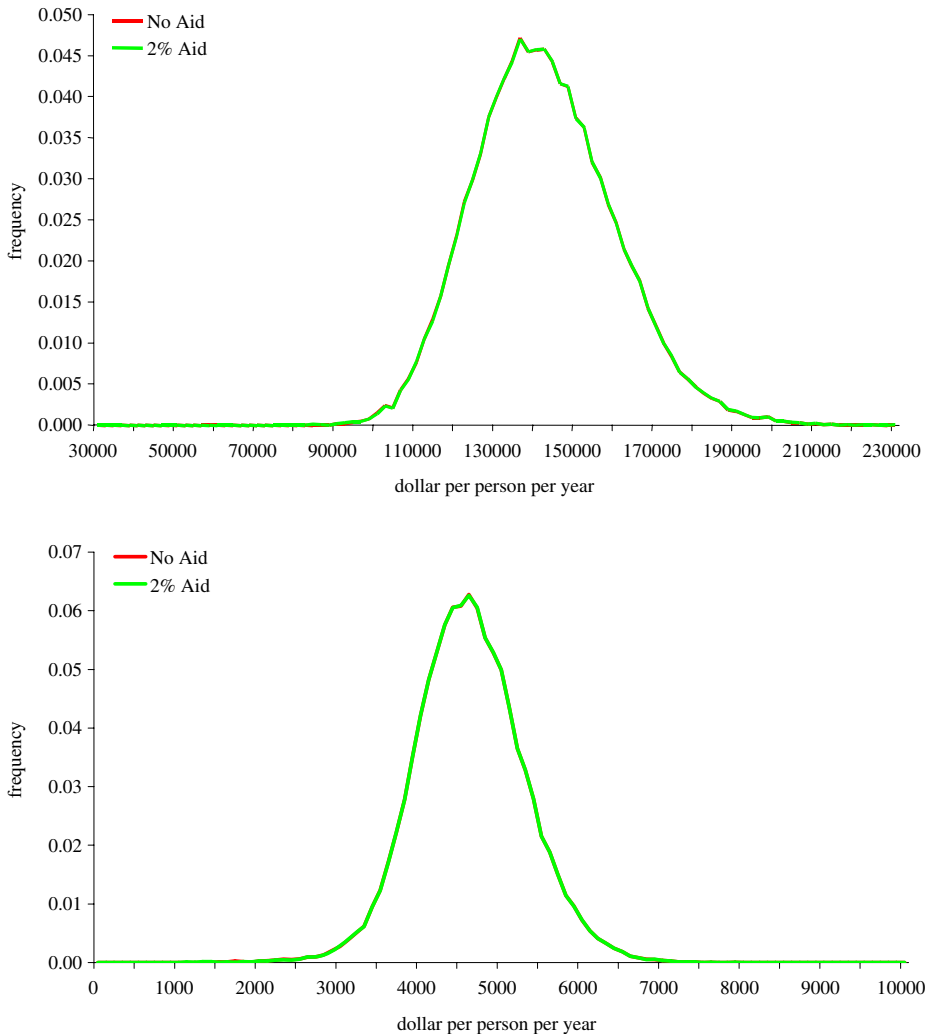 0.050
No Aid
2% Aid
0.045
0.040
0.035
0.030
0.025
0.020
0.015
0.010
0.005
0.000
frequency
30000 50000 70000 90000 110000 130000 150000 170000 190000 210000 230000
dollar per person per year
0.07
No Aid
2% Aid
0.06
0.05
0.04
0.03
0.02
0.01
0.00
frequency
0 1000 2000 3000 4000 5000 6000 7000 8000 9000 10000
dollar per person per year